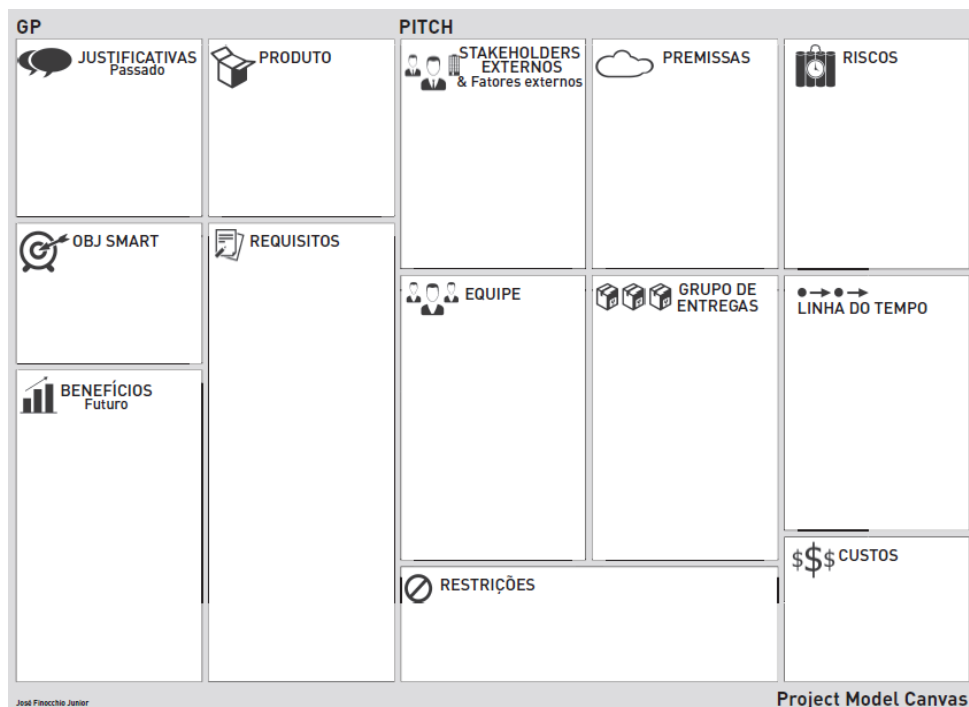 GP
PITCH
JUSTIFICATIVAS
Passado
PRODUTO
STAKEHOLDERS
EXTERNOS
& Fatores externos
PREMISSAS
RISCOS
OBJ SMART
REQUISITOS
EQUIPE
GRUPO DE
ENTREGAS
LINHA DO TEMPO
BENEFÍCIOS
Futuro
$$$ CUSTOS
RESTRIÇÕES
José Finocchio Junior
Project Model Canvas